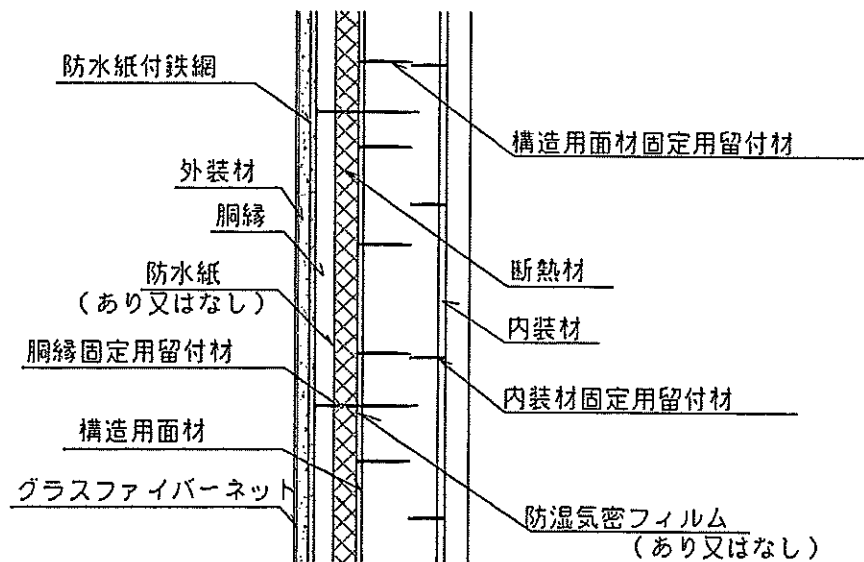 防水紙付鉄網
外装材
胴縁
防水紙
(あり又はなし)
胴縁固定用留付材
構造用面材
グラスファイバーネット
構造用面材固定用留付材
断熱材
内装材
内装材固定用留付材
防湿気密フィルム
(あり又はなし)